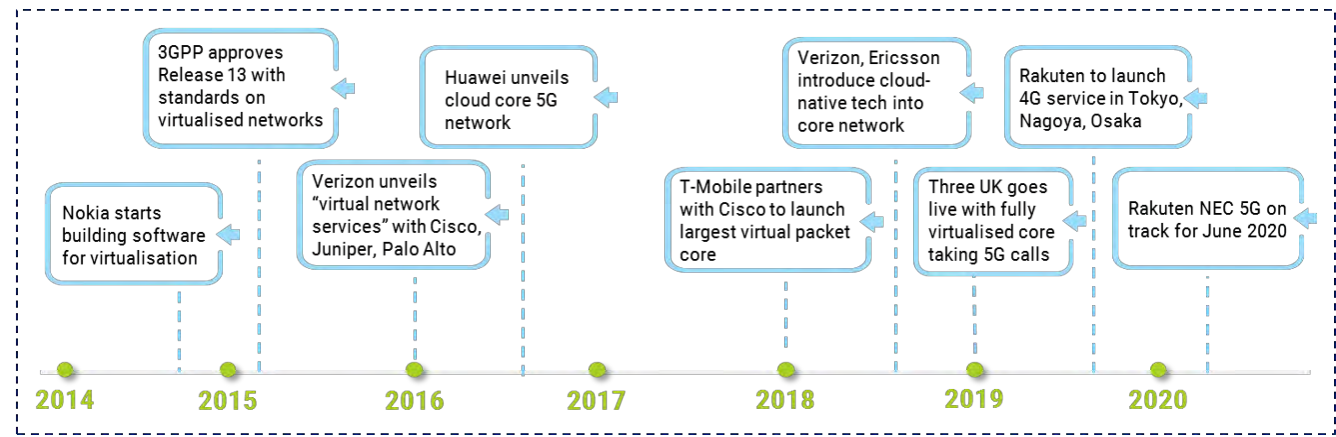 3GPP approves
Release 13 with
standards on
virtualised networks
Huawei unveils
cloud core 5G
network
Verizon, Ericsson
introduce cloud-
native tech into
core network
Rakuten to launch
4G service in Tokyo,
Nagoya, Osaka
Nokia starts
building software
for virtualisation
Verizon unveils
“virtual network
services” with Cisco,
Juniper, Palo Alto
T-Mobile partners
with Cisco to launch
largest virtual packet
core
Three UK goes
live with fully
virtualised core
taking 5G calls
Rakuten NEC 5G on
track for June 2020
2014 2015 2016 2017 2018 2019 2020